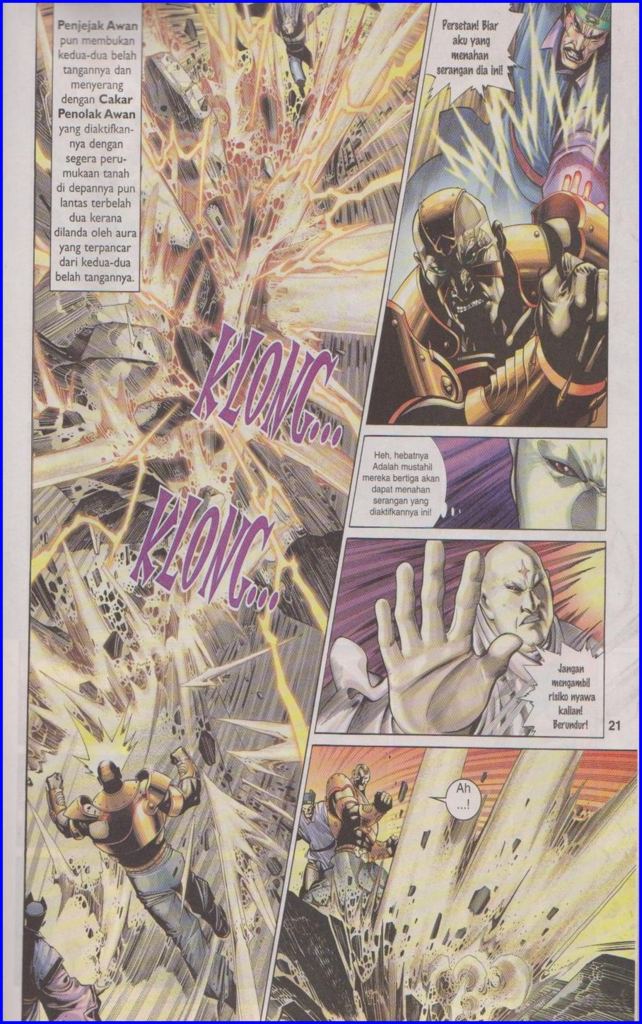 Penjejak Awan
pun membukan
kedua-dua belah
tangannya dan
menyerang
dengan Cakar
Penolak Awan
yang diaktifkan-
nya dengan
segera peru-
mukaan tanah
di depannya pun
lantas terbelah
dua kerana
dilanda oleh aura
yang terpancar
dari kedua-dua
belah tangannya.
Persetan! Biar
aku yang
menahan
serangan dia ini!
KLONG...
KLONG...
Heh, hebatnya
Adalah mustahil
mereka bertiga akan
dapat menahan
serangan yang
diaktifkannya ini!
Jangan
mengambil
risiko nyawa
kalian!
Berundur!
21
Ah
...!